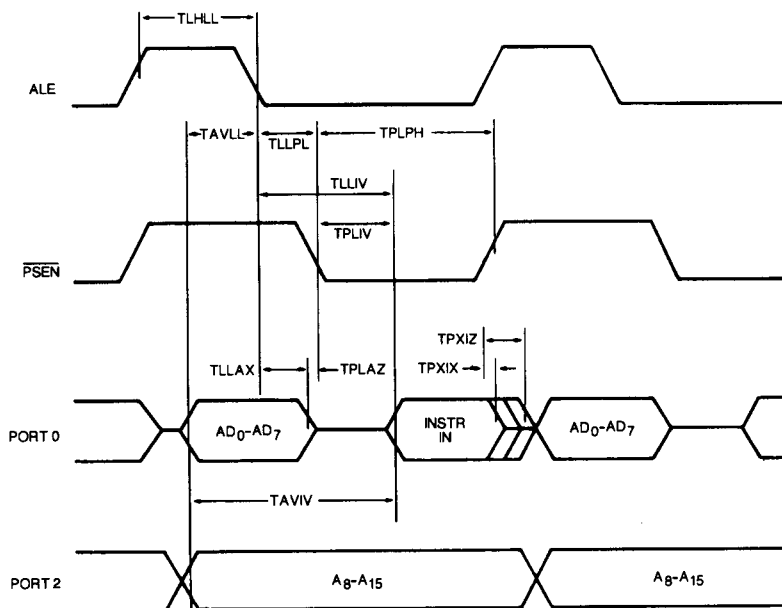 TLHLL
ALE
TAVLL
TLLPL
TPLPH
TLLIV
TPLIV
PSEN
TPXIZ
TLLAX
TPLAZ
TPXIX
PORT 0
AD0-AD7
INSTR
IN
AD0-AD7
TAVIV
PORT 2
A8-A15
A8-A15